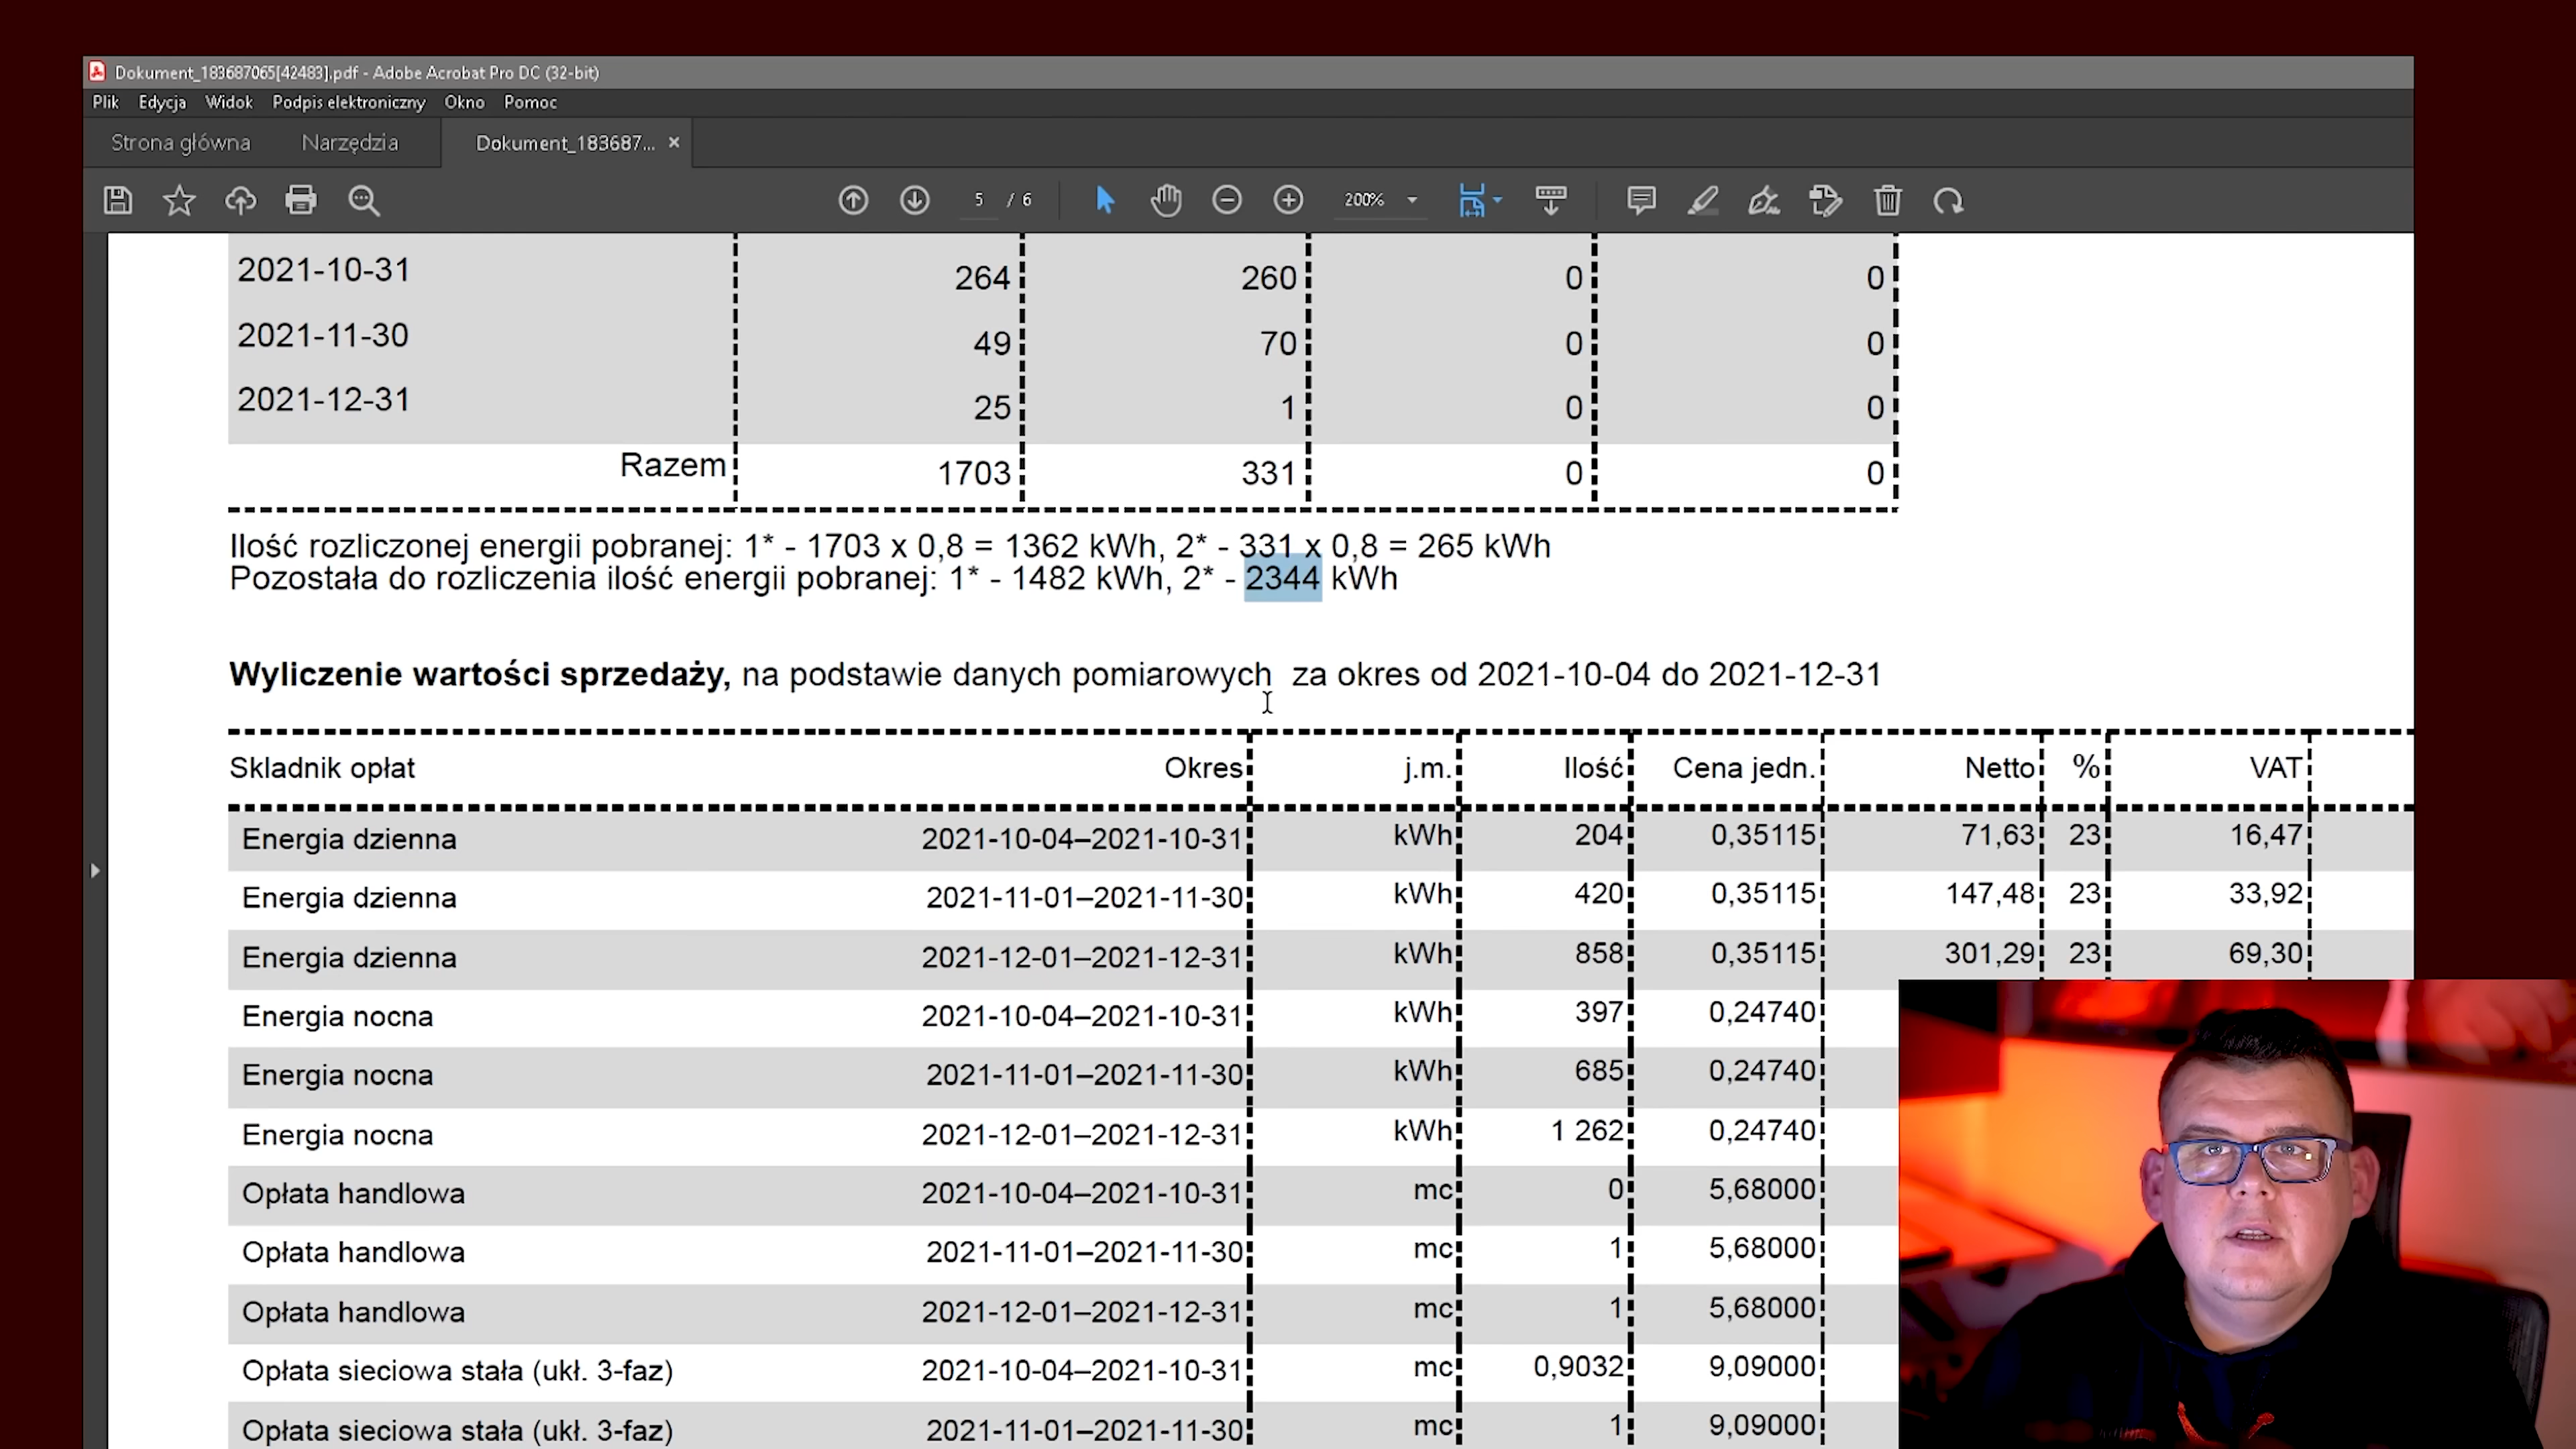 Dokument_183687065[42483].pdf - Adobe Acrobat Pro DC (32-bit)
Plik Edycja Widok Podpis elektroniczny Okno Pomoc
Strona główna Narzędzia Dokument_183687... ×
5 / 6 200%
2021-10-31 264 260 0 0
2021-11-30 49 70 0 0
2021-12-31 25 1 0 0
Razem 1703 331 0 0
Ilość rozliczonej energii pobranej: 1* - 1703 x 0,8 = 1362 kWh, 2* - 331 x 0,8 = 265 kWh
Pozostała do rozliczenia ilość energii pobranej: 1* - 1482 kWh, 2* - 2344 kWh
Wyliczenie wartości sprzedaży, na podstawie danych pomiarowych za okres od 2021-10-04 do 2021-12-31
Skladnik opłat Okres j.m. Ilość Cena jedn. Netto % VAT
Energia dzienna 2021-10-04–2021-10-31 kWh 204 0,35115 71,63 23 16,47
Energia dzienna 2021-11-01–2021-11-30 kWh 420 0,35115 147,48 23 33,92
Energia dzienna 2021-12-01–2021-12-31 kWh 858 0,35115 301,29 23 69,30
Energia nocna 2021-10-04–2021-10-31 kWh 397 0,24740
Energia nocna 2021-11-01–2021-11-30 kWh 685 0,24740
Energia nocna 2021-12-01–2021-12-31 kWh 1 262 0,24740
Opłata handlowa 2021-10-04–2021-10-31 mc 0 5,68000
Opłata handlowa 2021-11-01–2021-11-30 mc 1 5,68000
Opłata handlowa 2021-12-01–2021-12-31 mc 1 5,68000
Opłata sieciowa stała (ukł. 3-faz) 2021-10-04–2021-10-31 mc 0,9032 9,09000
Opłata sieciowa stała (ukł. 3-faz) 2021-11-01–2021-11-30 mc 1 9,09000